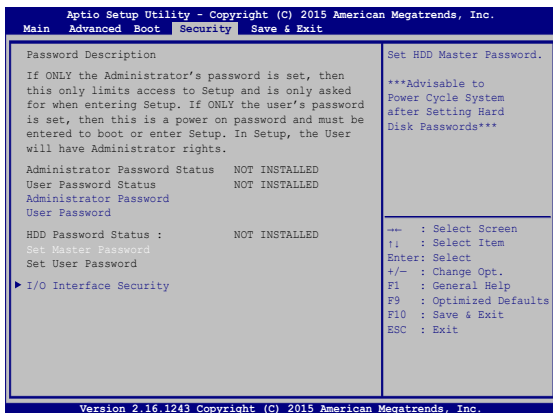 Aptio Setup Utility - Copyright (C) 2015 American Megatrends, Inc.
Main Advanced Boot Security Save & Exit
Password Description
If ONLY the Administrator's password is set, then
this only limits access to Setup and is only asked
for when entering Setup. If ONLY the user's password
is set, then this is a power on password and must be
entered to boot or enter Setup. In Setup, the User
will have Administrator rights.
Administrator Password Status NOT INSTALLED
User Password Status NOT INSTALLED
Administrator Password
User Password
HDD Password Status : NOT INSTALLED
Set Master Password
Set User Password
I/O Interface Security
Set HDD Master Password.
***Advisable to
Power Cycle System
after Setting Hard
Disk Passwords***
→← : Select Screen
↑↓ : Select Item
Enter: Select
+/— : Change Opt.
F1 : General Help
F9 : Optimized Defaults
F10 : Save & Exit
ESC : Exit
Version 2.16.1243 Copyright (C) 2015 American Megatrends, Inc.